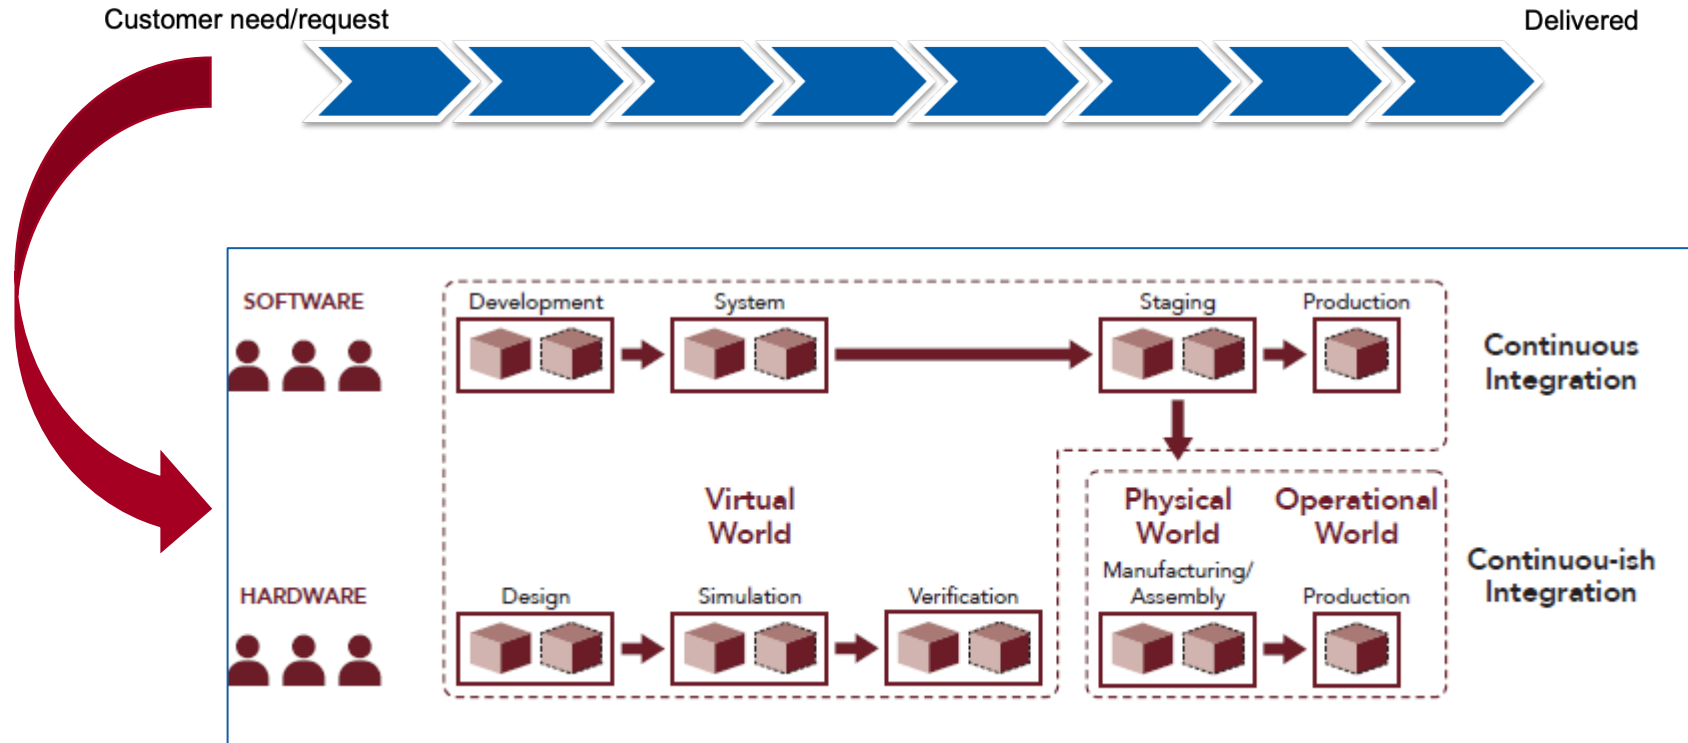 Customer need/request
Delivered
SOFTWARE
Development
System
Staging
Production
Continuous
Integration
Virtual
World
Physical
World
Operational
World
Continuou-ish
Integration
HARDWARE
Design
Simulation
Verification
Manufacturing/
Assembly
Production